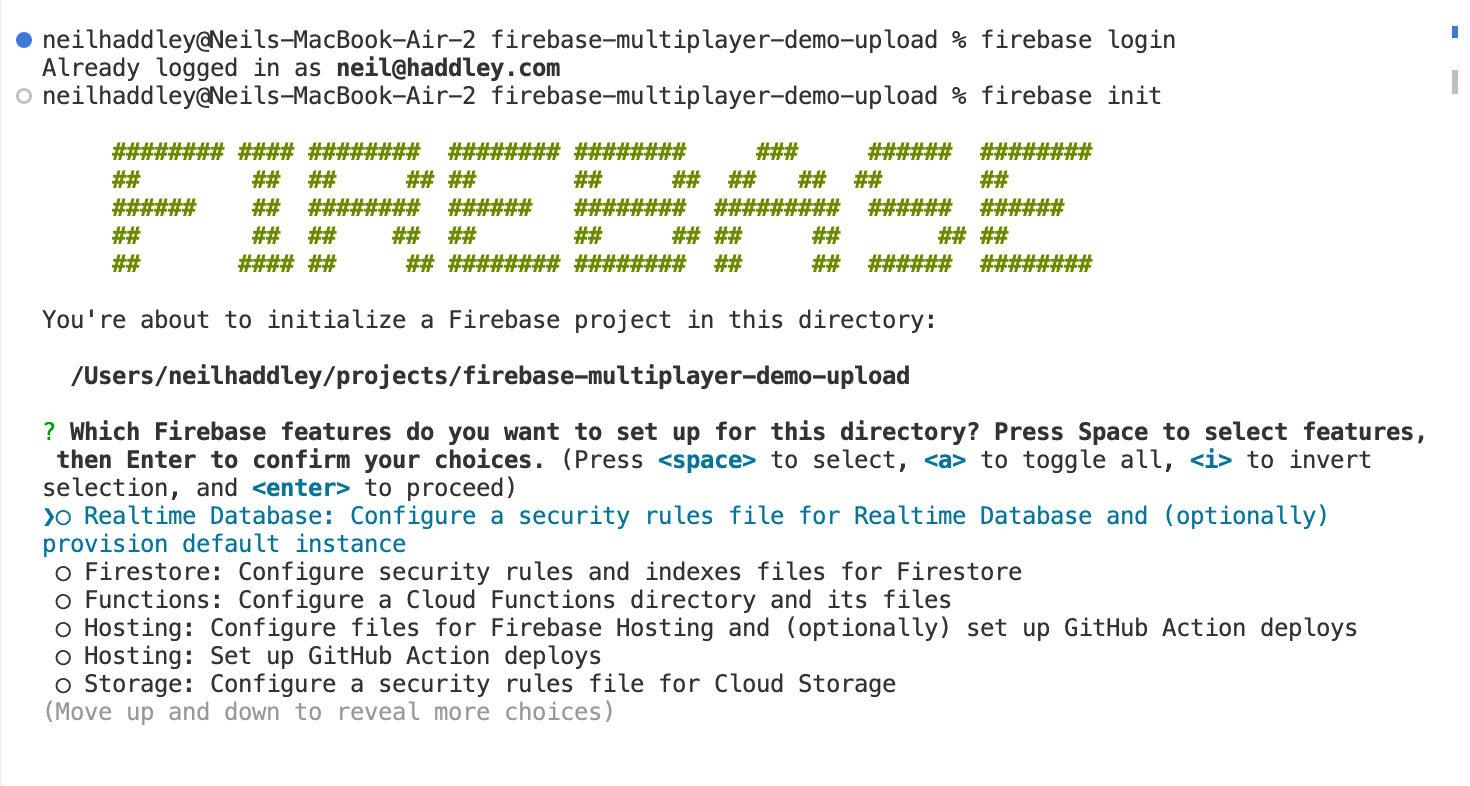 neilhaddley@Neils-MacBook-Air-2 firebase-multiplayer-demo-upload % firebase login
Already logged in as neil@haddley.com
neilhaddley@Neils-MacBook-Air-2 firebase-multiplayer-demo-upload % firebase init
######## #### ########  ######## ########     ###     ######  ########
##        ##  ##     ## ##       ##     ##  ##   ##  ##       ##
######    ##  ########  ######   ########  #########  ######  ######
##        ##  ##    ##  ##       ##     ## ##     ##       ## ##
##       #### ##     ## ######## ########  ##     ##  ######  ########
You're about to initialize a Firebase project in this directory:
/Users/neilhaddley/projects/firebase-multiplayer-demo-upload
? Which Firebase features do you want to set up for this directory? Press Space to select features,
then Enter to confirm your choices. (Press <space> to select, <a> to toggle all, <i> to invert
selection, and <enter> to proceed)
❯◯ Realtime Database: Configure a security rules file for Realtime Database and (optionally)
provision default instance
◯ Firestore: Configure security rules and indexes files for Firestore
◯ Functions: Configure a Cloud Functions directory and its files
◯ Hosting: Configure files for Firebase Hosting and (optionally) set up GitHub Action deploys
◯ Hosting: Set up GitHub Action deploys
◯ Storage: Configure a security rules file for Cloud Storage
(Move up and down to reveal more choices)